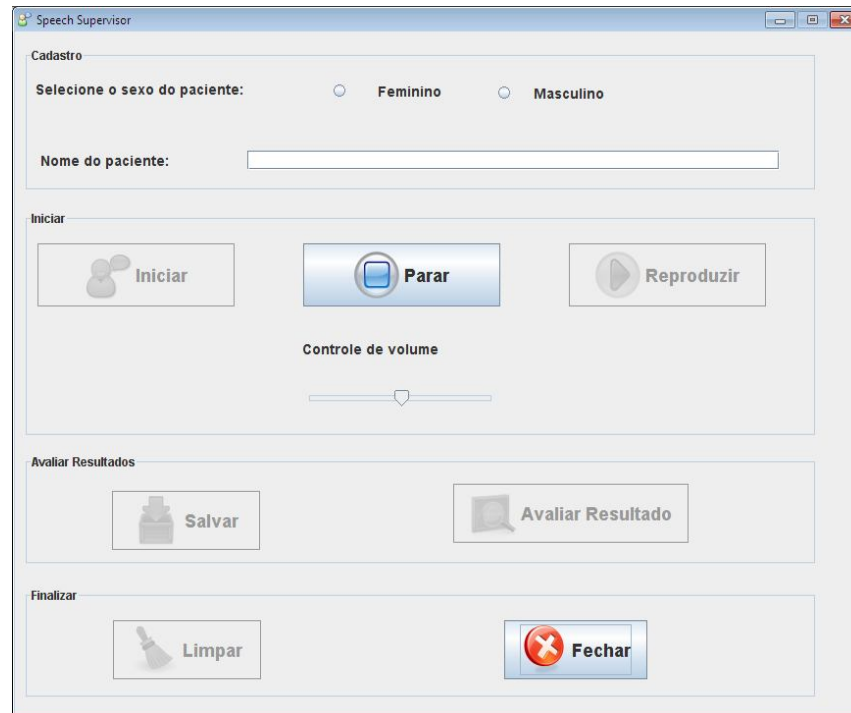 Speech Supervisor
Cadastro
Selecione o sexo do paciente: Feminino Masculino
Nome do paciente:
Iniciar
Iniciar Parar Reproduzir
Controle de volume
Avaliar Resultados
Salvar Avaliar Resultado
Finalizar
Limpar Fechar